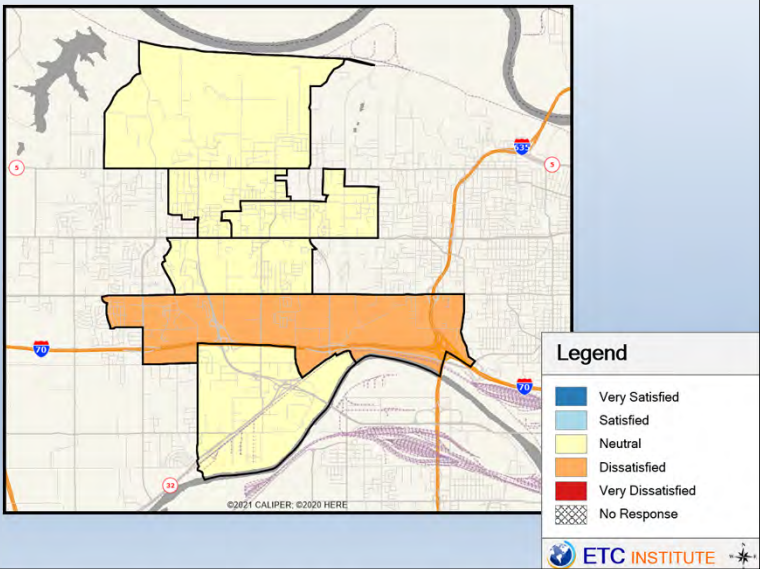 635
5
5
70
70
32
©2021 CALIPER; ©2020 HERE
Legend
Very Satisfied
Satisfied
Neutral
Dissatisfied
Very Dissatisfied
No Response
ETC INSTITUTE